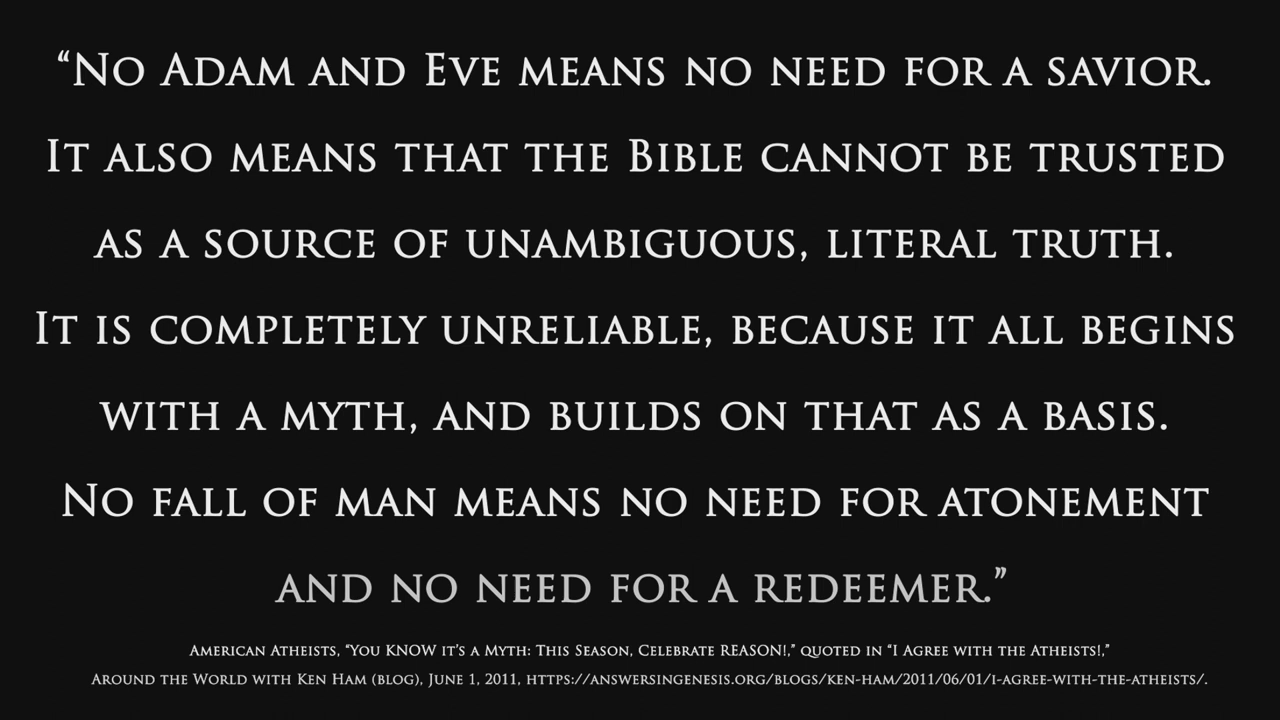 “No Adam and Eve means no need for a savior.
It also means that the Bible cannot be trusted
as a source of unambiguous, literal truth.
It is completely unreliable, because it all begins
with a myth, and builds on that as a basis.
No fall of man means no need for atonement
and no need for a redeemer.”
American Atheists, “You KNOW it’s a Myth: This Season, Celebrate REASON!,” quoted in “I Agree with the Atheists!,”
Around the World with Ken Ham (blog), June 1, 2011, https://answersingenesis.org/blogs/ken-ham/2011/06/01/i-agree-with-the-atheists/.